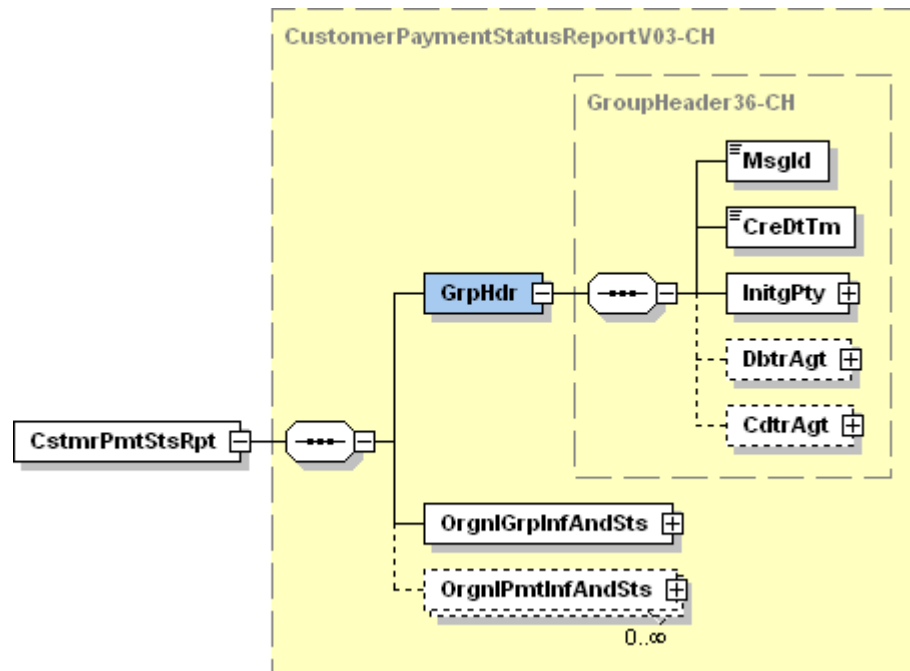 CustomerPaymentStatusReportV03-CH
GroupHeader36-CH
MsgId
CreDtTm
GrpHdr
InitgPty
DbtrAgt
CdtrAgt
CstmrPmtStsRpt
OrgnlGrpInfAndSts
OrgnlPmtInfAndSts
0..∞